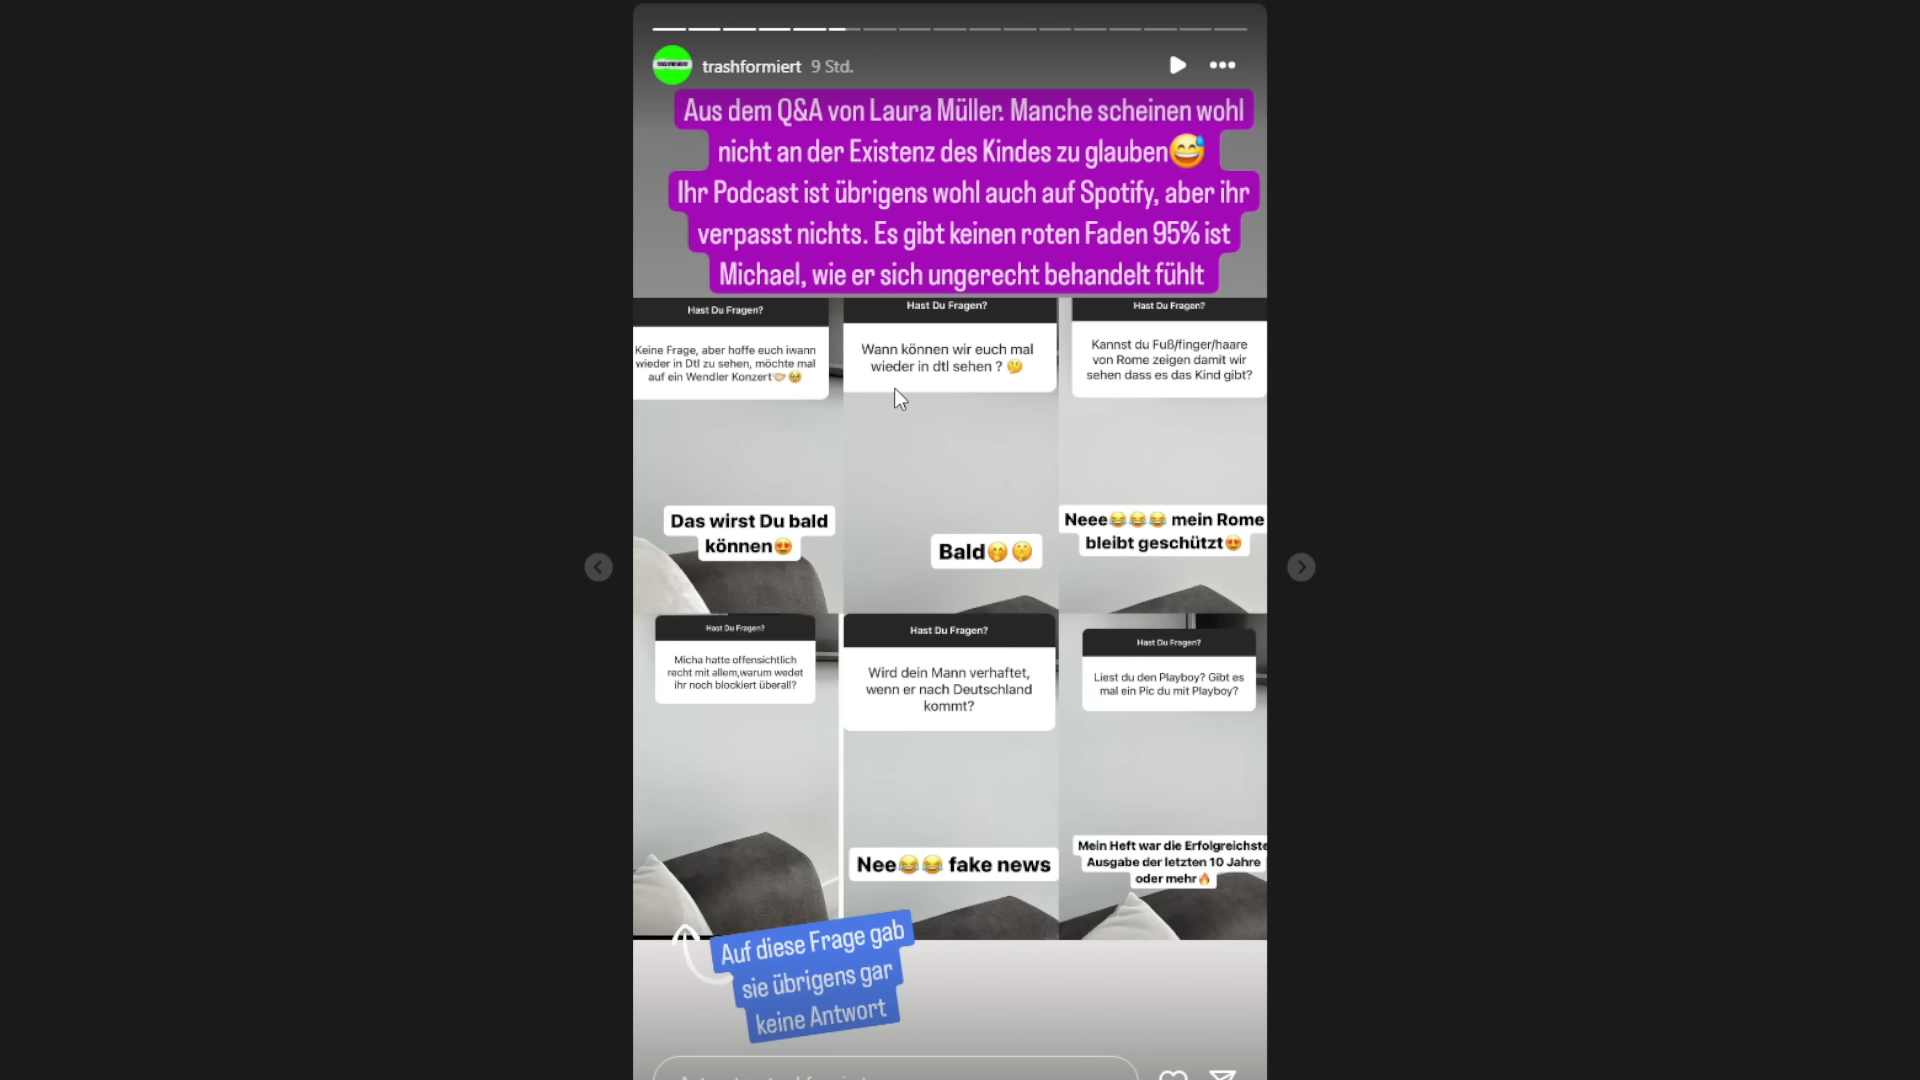 trashformiert 9 Std.
Aus dem Q&A von Laura Müller. Manche scheinen wohl
nicht an der Existenz des Kindes zu glauben😅
Ihr Podcast ist übrigens wohl auch auf Spotify, aber ihr
verpasst nichts. Es gibt keinen roten Faden 95% ist
Michael, wie er sich ungerecht behandelt fühlt
Hast Du Fragen?
Keine Frage, aber hoffe euch iwann
wieder in Dtl zu sehen, möchte mal
auf ein Wendler Konzert🤝🏻🥹
Das wirst Du bald
können😍
Hast Du Fragen?
Wann können wir euch mal
wieder in dtl sehen ? 🤔
Bald🤭🤫
Hast Du Fragen?
Kannst du Fuß/finger/haare
von Rome zeigen damit wir
sehen dass es das Kind gibt?
Neee😂😂😂 mein Rome
bleibt geschützt😍
Hast Du Fragen?
Micha hatte offensichtlich
recht mit allem,warum wedet
ihr noch blockiert überall?
Hast Du Fragen?
Wird dein Mann verhaftet,
wenn er nach Deutschland
kommt?
Nee😂😂 fake news
Hast Du Fragen?
Liest du den Playboy? Gibt es
mal ein Pic du mit Playboy?
Mein Heft war die Erfolgreichste
Ausgabe der letzten 10 Jahre
oder mehr🔥
Auf diese Frage gab
sie übrigens gar
keine Antwort